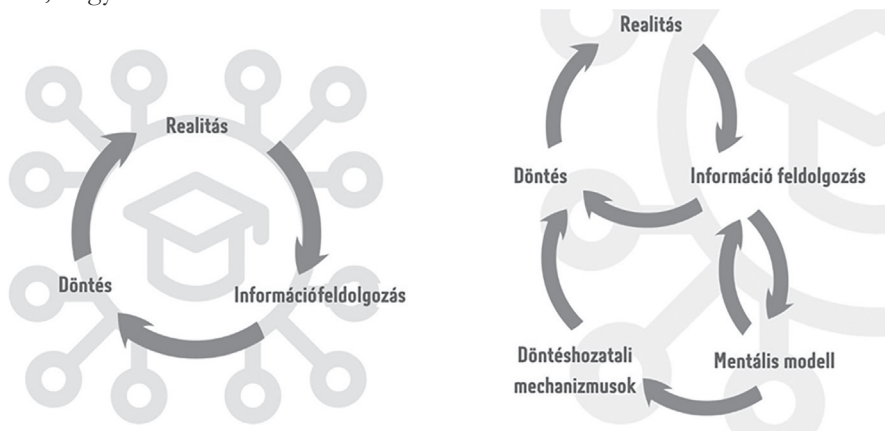 Realitás
Döntés
Információfeldolgozás
Realitás
Döntés
Információ feldolgozás
Döntéshozatali
mechanizmusok
Mentális modell